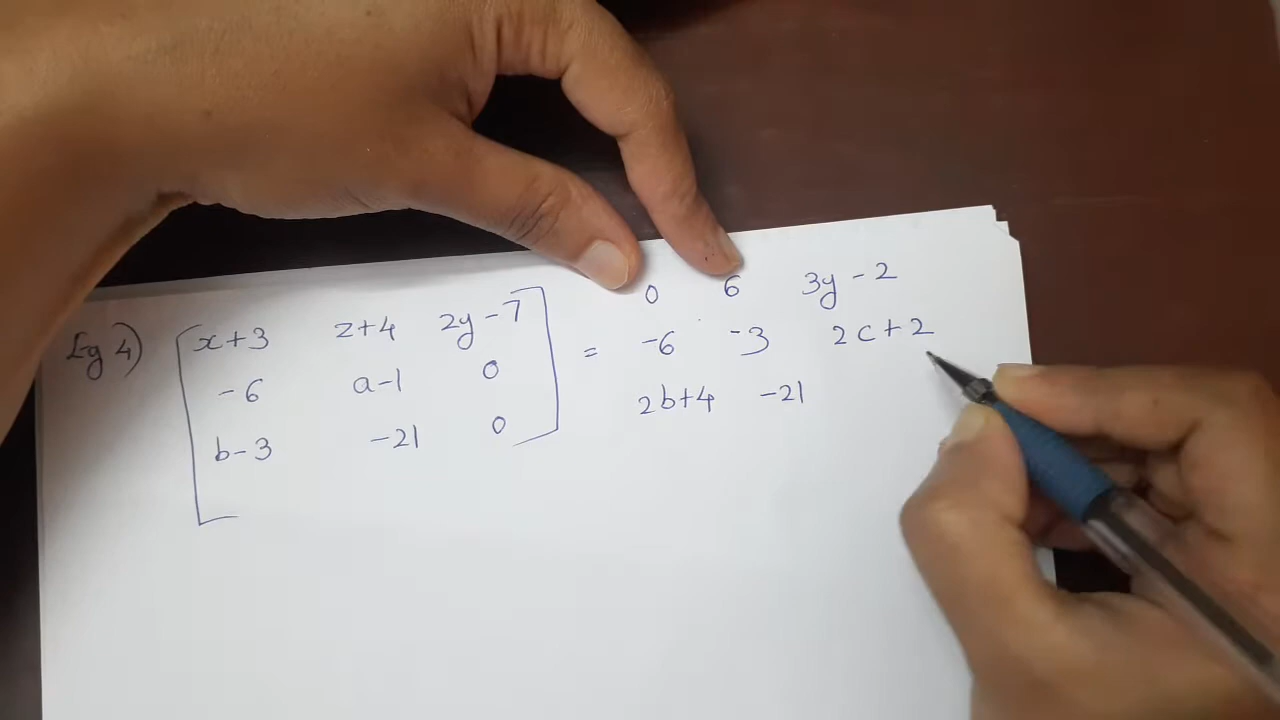 Eg 4) x+3 z+4 2y-7 = 0 6 3y-2
-6 a-1 0 -6 -3 2c+2
b-3 -21 0 2b+4 -21